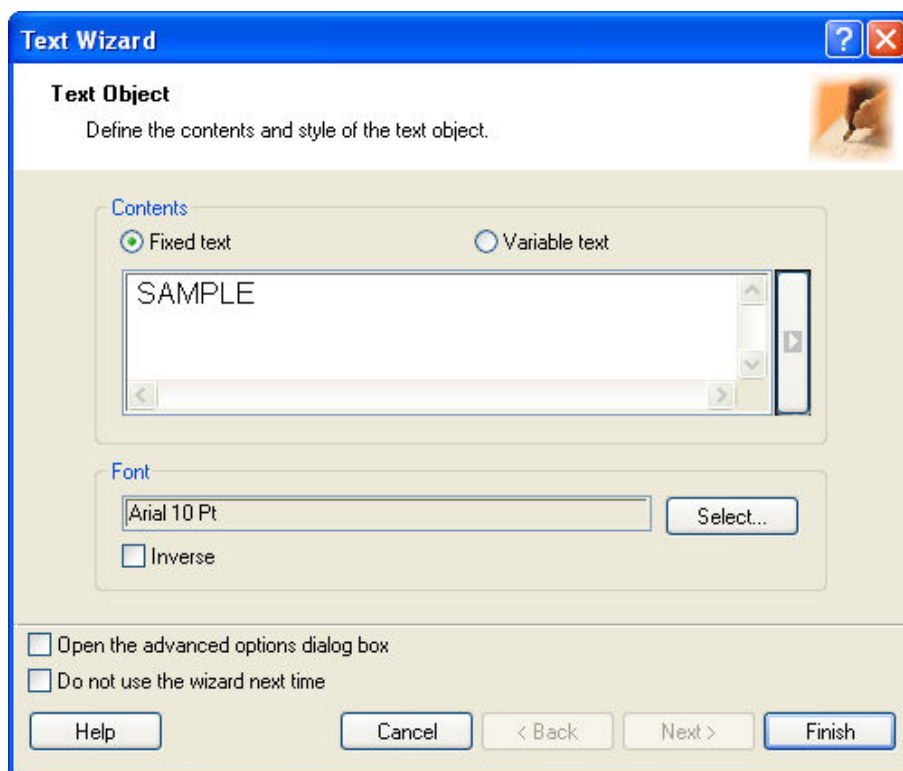 Text Wizard
Text Object
Define the contents and style of the text object.
Contents
Fixed text Variable text
SAMPLE
Font
Arial 10 Pt Select...
Inverse
Open the advanced options dialog box
Do not use the wizard next time
Help Cancel < Back Next > Finish